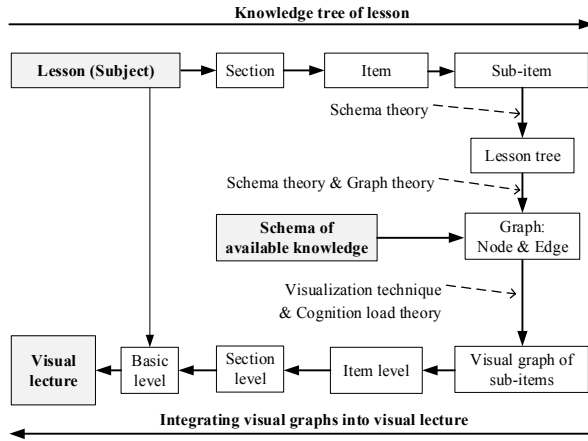 Knowledge tree of lesson
Lesson (Subject)
Section
Item
Sub-item
Schema theory
Lesson tree
Schema theory & Graph theory
Schema of
available knowledge
Graph:
Node & Edge
Visualization technique
& Cognition load theory
Visual
lecture
Basic
level
Section
level
Item level
Visual graph of
sub-items
Integrating visual graphs into visual lecture